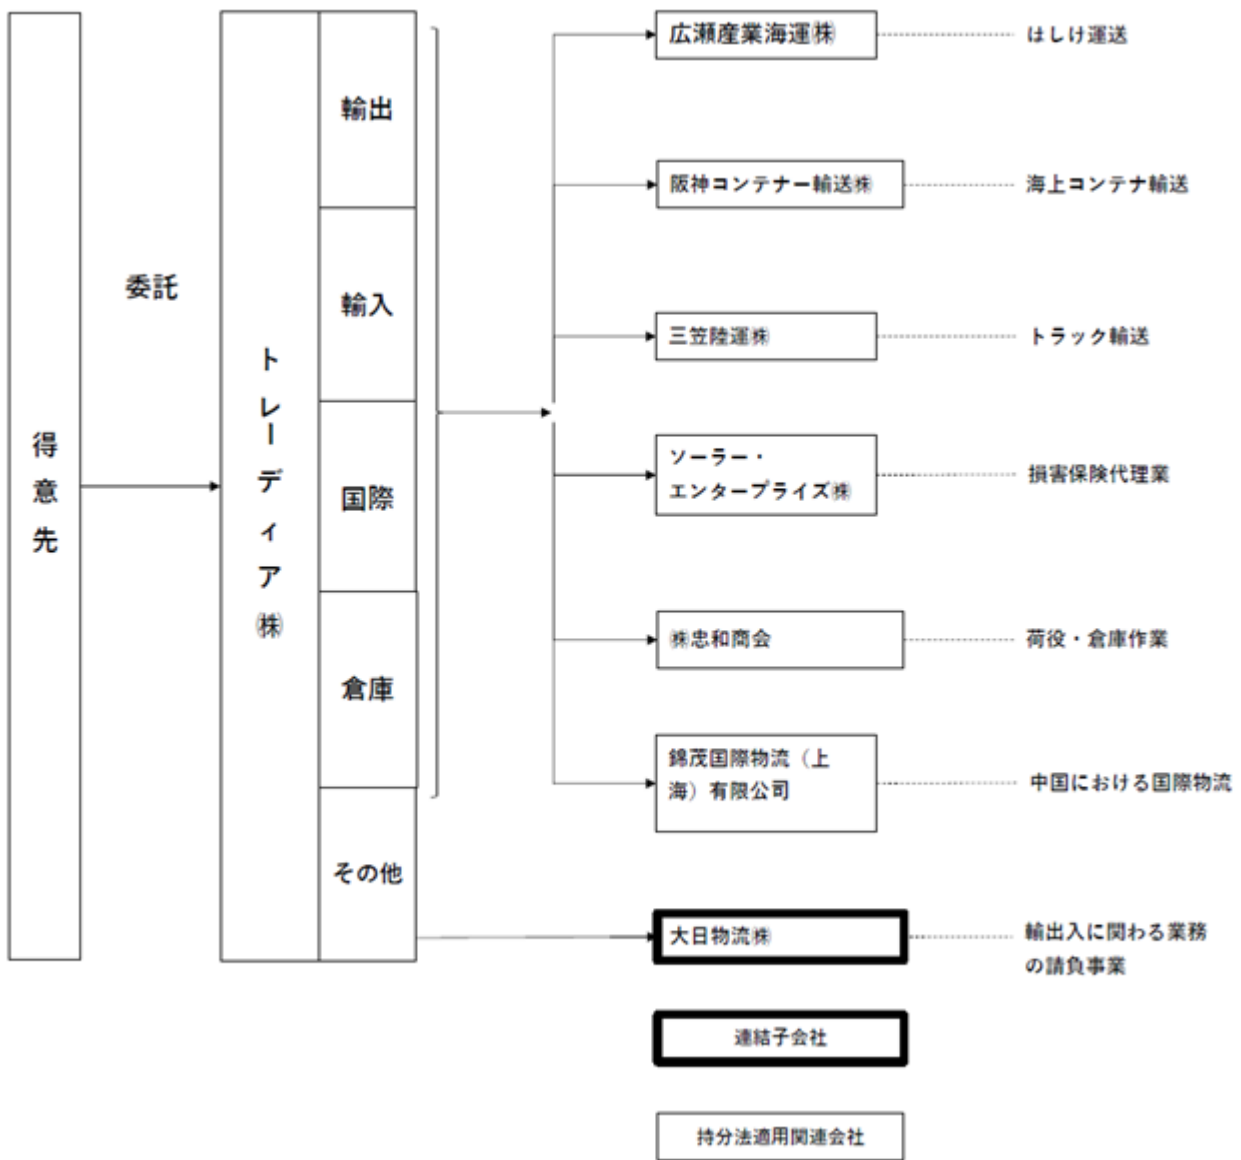 得意先
委託
トレーディア㈱
輸出
輸入
国際
倉庫
その他
広瀬産業海運㈱
はしけ運送
阪神コンテナー輸送㈱
海上コンテナ輸送
三笠陸運㈱
トラック輸送
ソーラー・
エンタープライズ㈱
損害保険代理業
㈱忠和商会
荷役・倉庫作業
錦茂国際物流（上
海）有限公司
中国における国際物流
大日物流㈱
輸出入に関わる業務
の請負事業
連結子会社
持分法適用関連会社